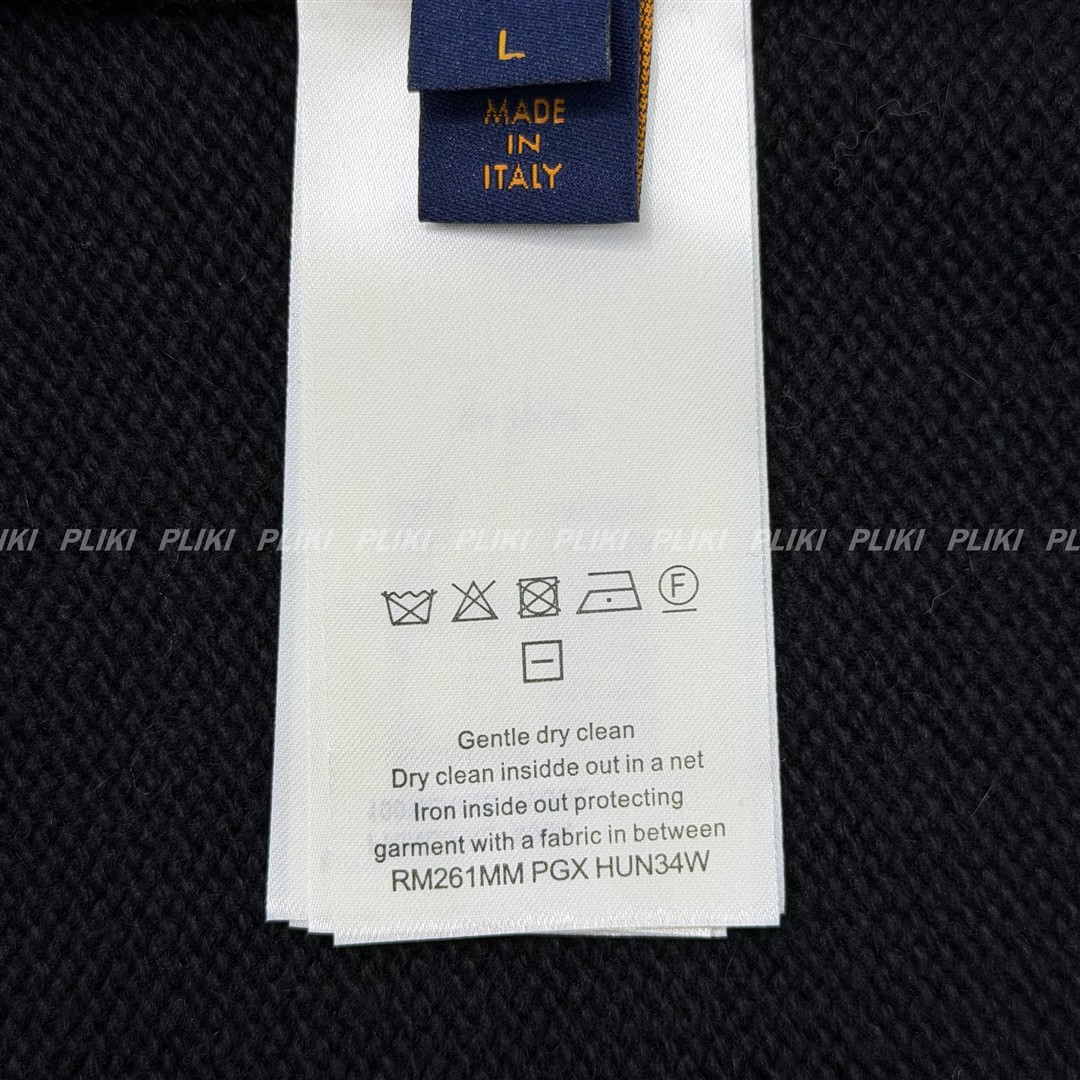 L
MADE
IN
ITALY
PLIKI PLIKI PLIKI PLIKI PLIKI PLIKI PLIKI PLIKI PLIKI PLIKI
F
Gentle dry clean
Dry clean insidde out in a net
Iron inside out protecting
garment with a fabric in between
RM261MM PGX HUN34W